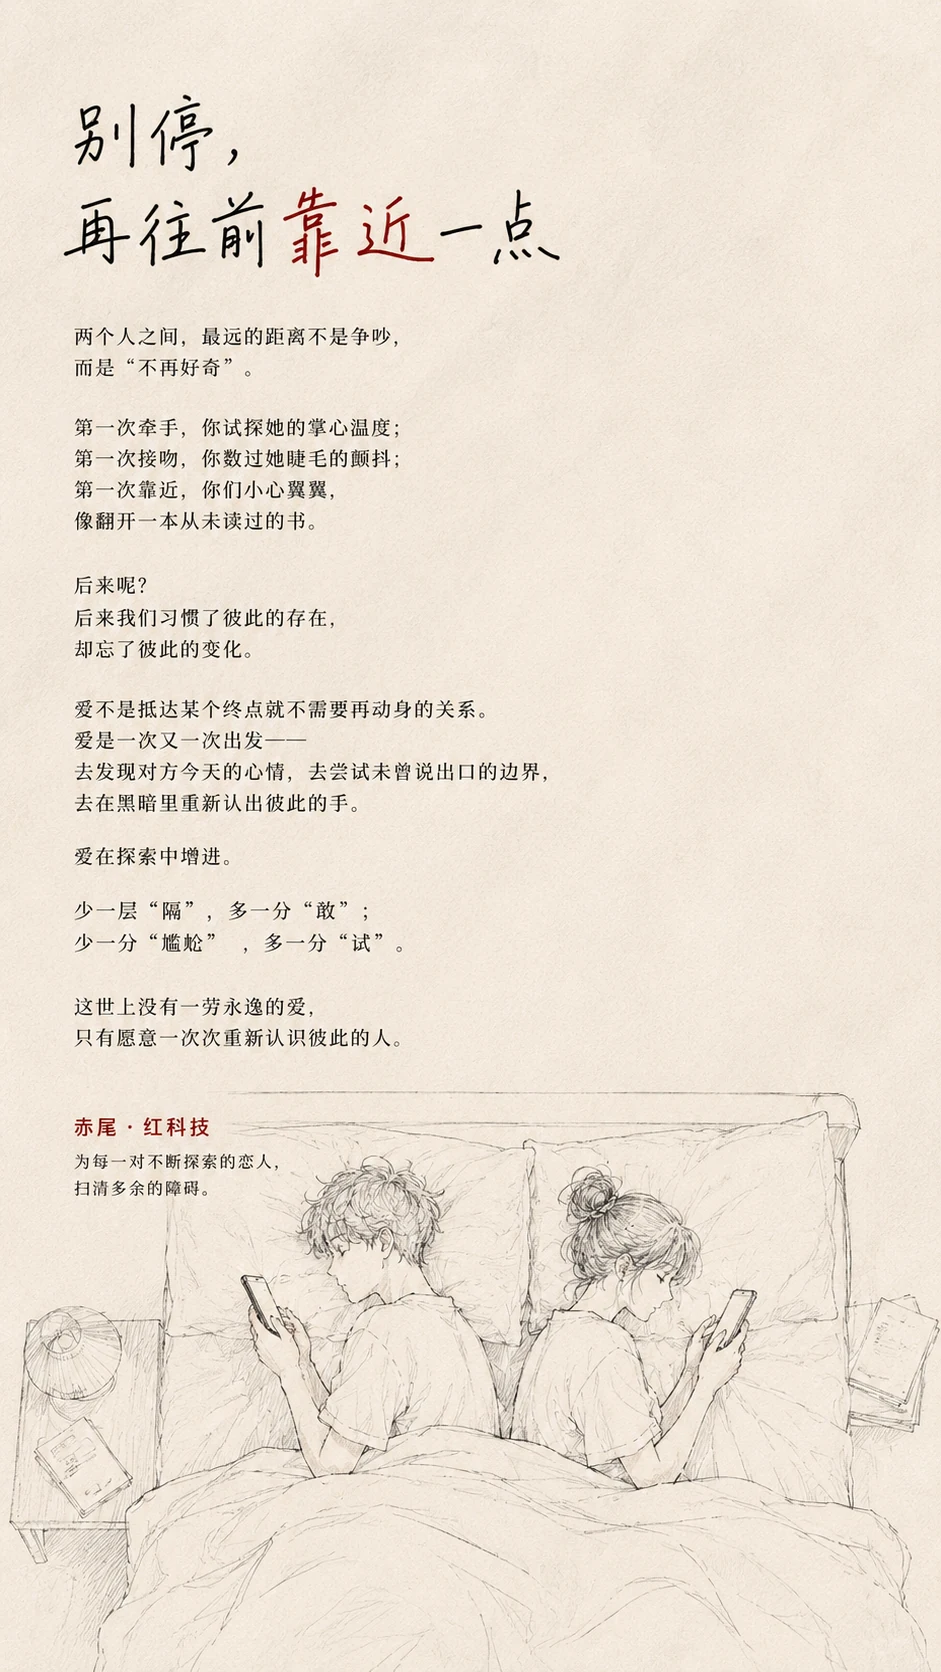 别停，
再往前靠近一点
两个人之间，最远的距离不是争吵，
而是“不再好奇”。
第一次牵手，你试探她的掌心温度；
第一次接吻，你数过她睫毛的颤抖；
第一次靠近，你们小心翼翼，
像翻开一本从未读过的书。
后来呢？
后来我们习惯了彼此的存在，
却忘了彼此的变化。
爱不是抵达某个终点就不需要再动身的关系。
爱是一次又一次出发——
去发现对方今天的心情，去尝试未曾说出口的边界，
去在黑暗里重新认出彼此的手。
爱在探索中增进。
少一层“隔”，多一分“敢”；
少一分“尴”，多一分“试”。
这世上没有一劳永逸的爱，
只有愿意一次次重新认识彼此的人。
赤尾·红科技
为每一对不断探索的恋人，
扫清多余的障碍。